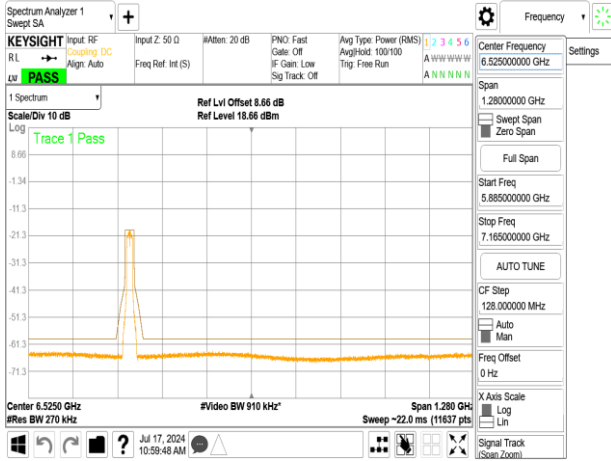 Spectrum Analyzer 1
Swept SA
+
Frequency
KEYSIGHT
Input: RF
Coupling: DC
Align: Auto
Input Z: 50 Ω
Freq Ref: Int (S)
#Atten: 20 dB
PNO: Fast
Gate: Off
IF Gain: Low
Sig Track: Off
Avg Type: Power (RMS)
Avg|Hold: 100/100
Trig: Free Run
1 2 3 4 5 6
A W W W W W
A N N N N N
RL
LXI
PASS
1 Spectrum
Scale/Div 10 dB
Ref Lvl Offset 8.66 dB
Ref Level 18.66 dBm
Log
Trace 1 Pass
8.66
-1.34
-11.3
-21.3
-31.3
-41.3
-51.3
-61.3
-71.3
Center 6.5250 GHz
#Res BW 270 kHz
#Video BW 910 kHz*
Span 1.280 GHz
Sweep ~22.0 ms (11637 pts
Jul 17, 2024
10:59:48 AM
?
Center Frequency
6.525000000 GHz
Settings
Span
1.28000000 GHz
Swept Span
Zero Span
Full Span
Start Freq
5.885000000 GHz
Stop Freq
7.165000000 GHz
AUTO TUNE
CF Step
128.000000 MHz
Auto
Man
Freq Offset
0 Hz
X Axis Scale
Log
Lin
Signal Track
(Span Zoom)